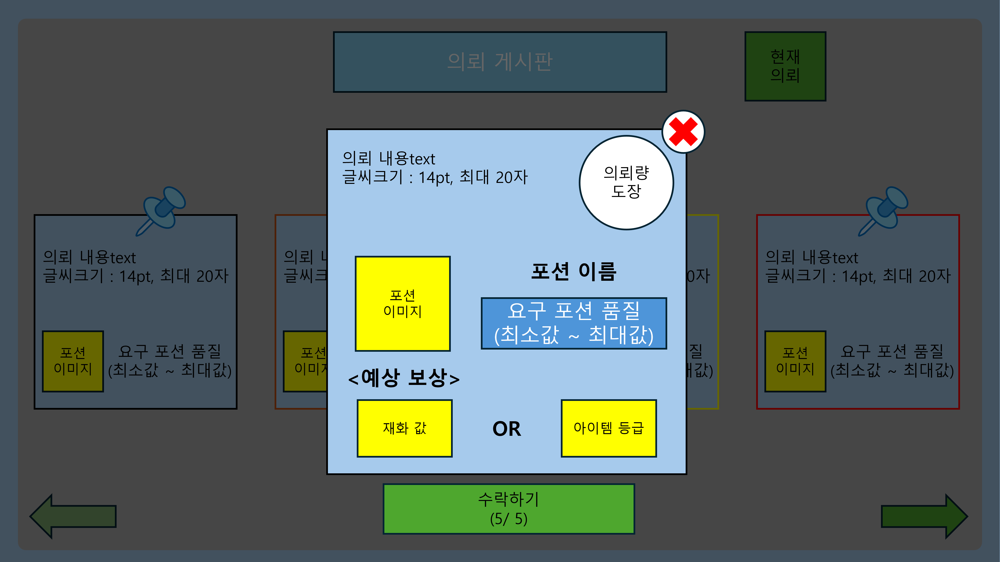 의뢰 게시판
현재
의뢰
의뢰 내용text
글씨크기 : 14pt, 최대 20자
의뢰량
도장
포션
이미지
포션 이름
요구 포션 품질
(최소값 ~ 최대값)
<예상 보상>
재화 값
OR
아이템 등급
수락하기
(5/ 5)
의뢰 내용text
글씨크기 : 14pt, 최대 20자
포션
이미지
요구 포션 품질
(최소값 ~ 최대값)
의뢰
글씨크
포션
이미지
0자
질
값)
의뢰 내용text
글씨크기 : 14pt, 최대 20자
포션
이미지
요구 포션 품질
(최소값 ~ 최대값)